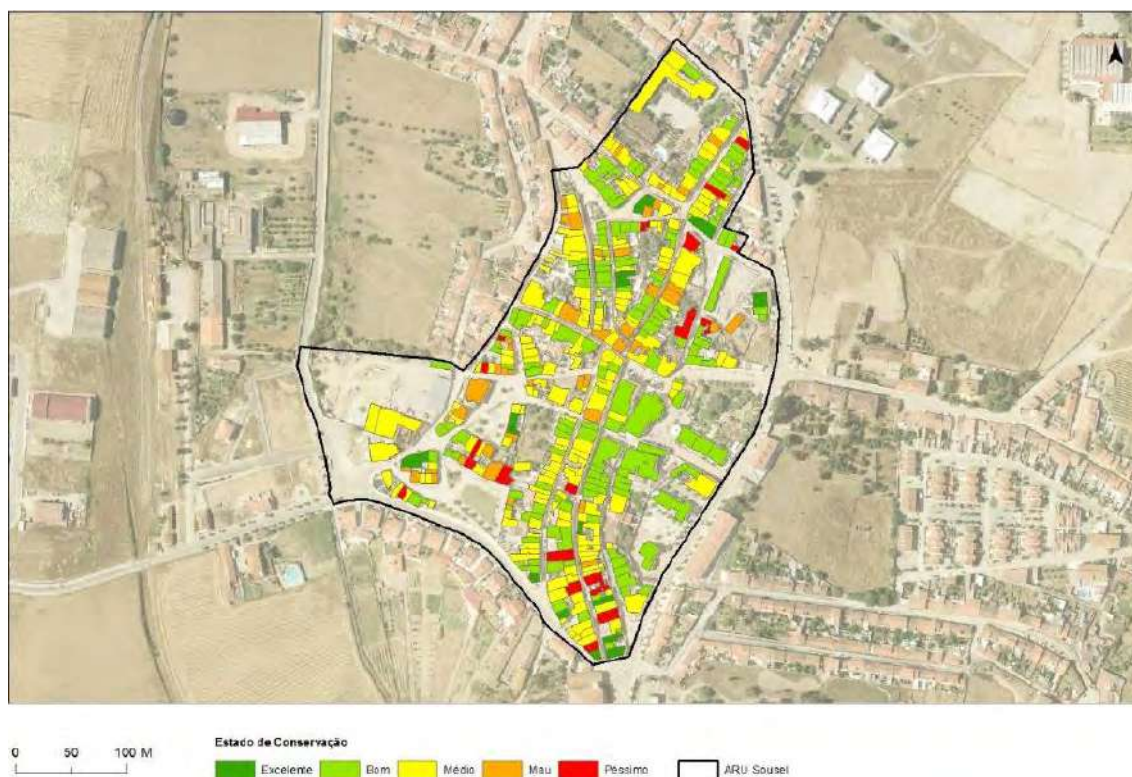 0 50 100 M
Estado de Conservação
Excelente Bom Médio Mau Péssimo ARU Sousel